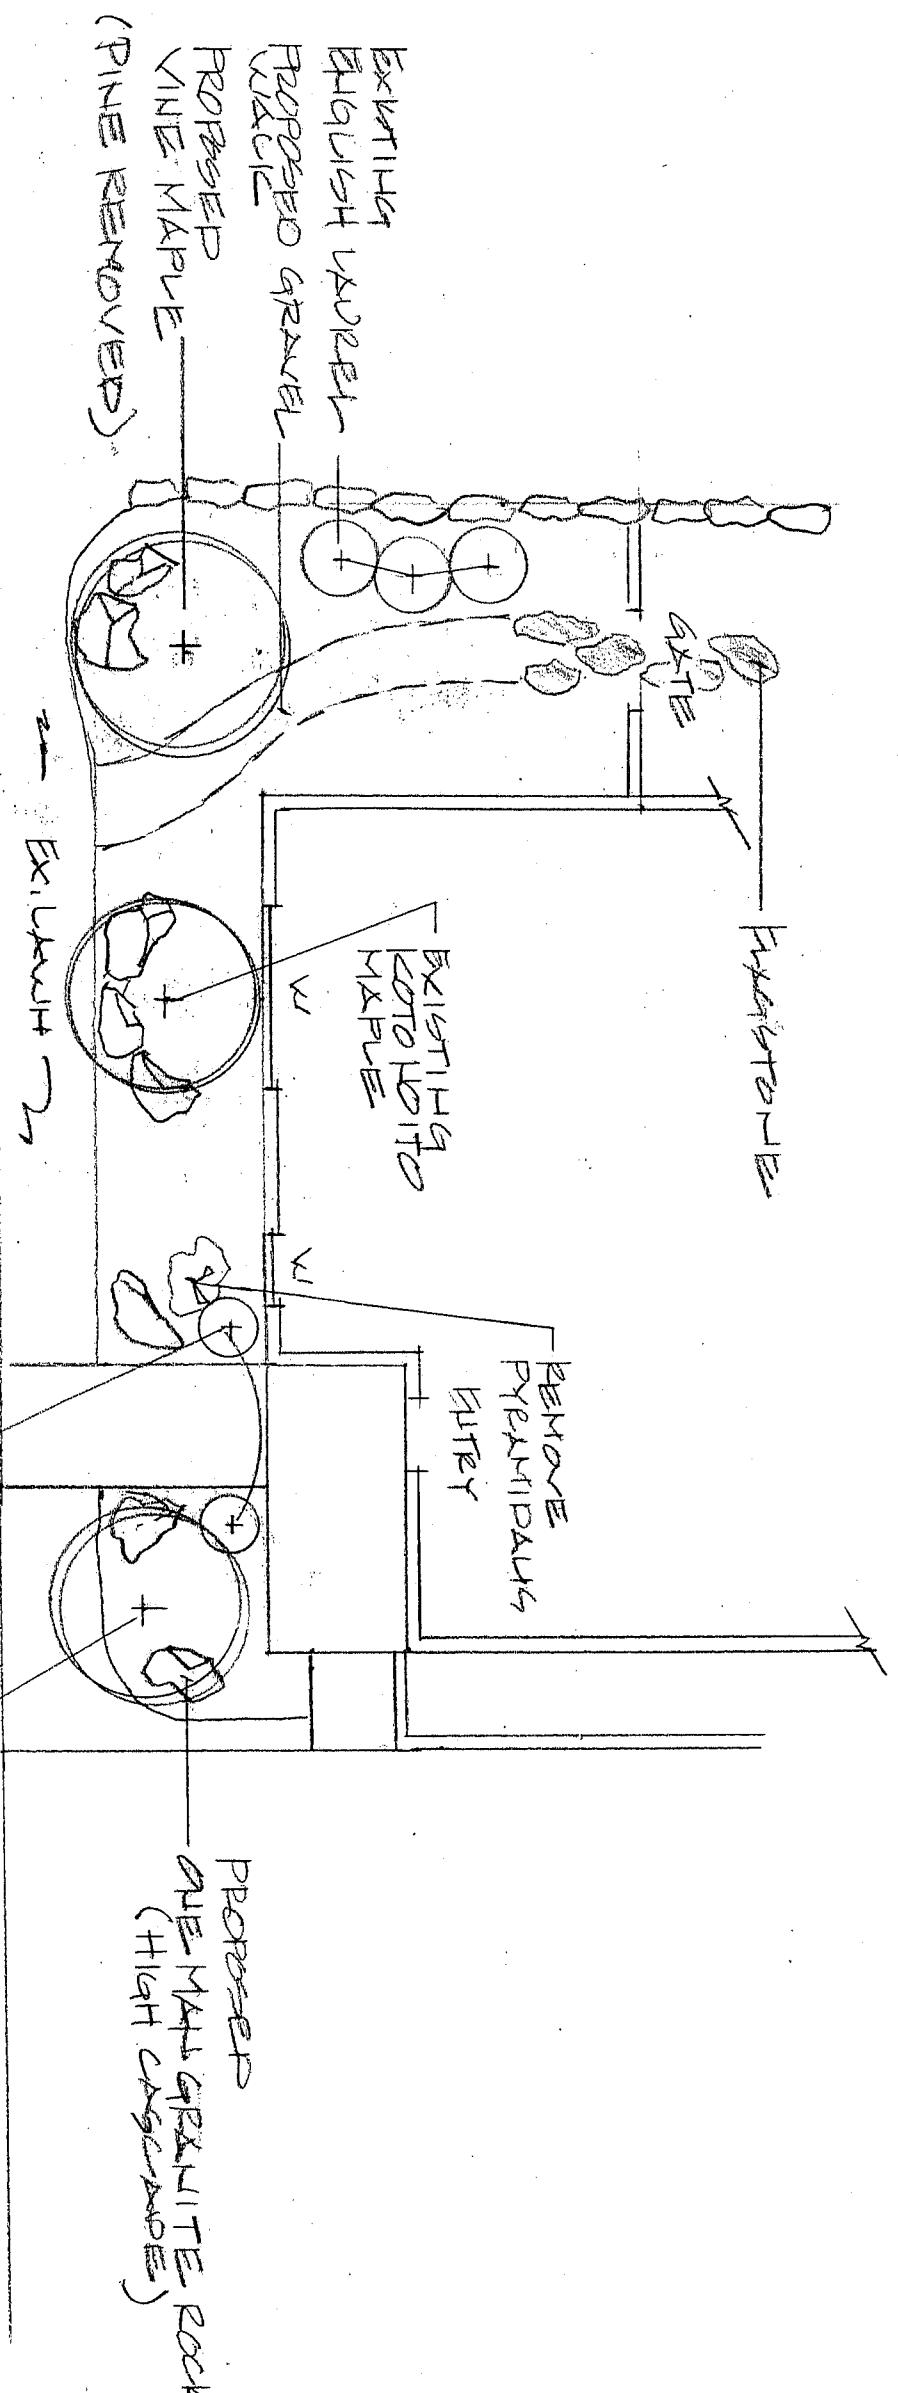 FLAGSTONE
GATE
EXISTING
ENGLISH LAUREL
PROPOSED GRAVEL
WALK
PROPOSED
VINE MAPLE
(PINE REMOVED)
EXISTING
KOTO NO ITO
MAPLE
W
W
REMOVE
PYRAMIDALIS
ENTRY
EX. LAWN
PROPOSED
ONE MAN GRANITE ROCK
(HIGH CASCADE)